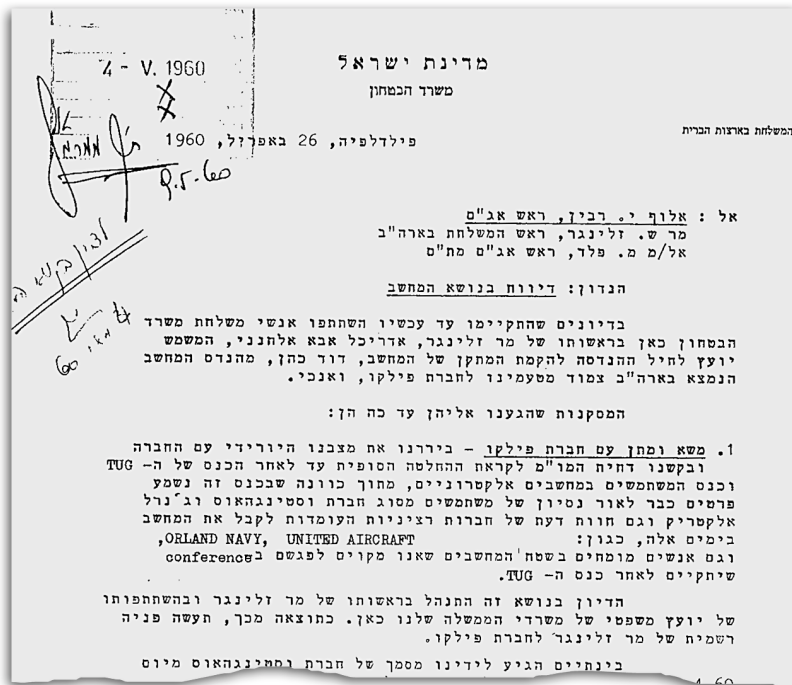 4 - V. 1960
מדינת ישראל
משרד הבטחון
המשלחת בארצות הברית
פילדלפיה, 26 באפריל, 1960
9.5.60
אל : אלוף י. רבין, ראש אג"ם
מר ש. זלינגר, ראש המשלחת בארה"ב
אל/מ מ. פלד, ראש אג"ם מת"ם
הנדון: דיווח בנושא המחשב
בדיונים שהתקיימו עד עכשיו השתתפו אנשי משלחת משרד
הבטחון כאן בראשותו של מר זלינגר, אדריכל אבא אלחנני, המשמש
יועץ לחיל ההנדסה להקמת המתקן של המחשב, דוד כהן, מהנדס המחשב
הנמצא בארה"ב צמוד מטעמינו לחברת פילקו, ואנכי.
המסקנות שהגענו אליהן עד כה הן:
1. משא ומתן עם חברת פילקו - ביררנו את מצבנו היורידי עם החברה
ובקשנו דחית המו"מ לקראת ההחלטה הסופית עד לאחר הכנס של ה- TUG
וכנס המשתמשים במחשבים אלקטרוניים, מתוך כוונה שבכנס זה נשמע
פרטים כבר לאור נסיון של משתמשים מסוג חברת וסטינגהאוס וג'נרל
אלקטריק וגם חוות דעת של חברות רציניות העומדות לקבל את המחשב
בימים אלה, כגון: ORLAND NAVY, UNITED AIRCRAFT,
וגם אנשים מומחים בשטח המחשבים שאנו מקוים לפגשם בconference
שיתקיים לאחר כנס ה- TUG.
הדיון בנושא זה התנהל בראשותו של מר זלינגר ובהשתתפותו
של יועץ משפטי של משרדי הממשלה שלנו כאן. כתוצאה מכך, תעשה פניה
רשמית של מר זלינגר לחברת פילקו.
בינתיים הגיע לידינו מסמך של חברת וסטינגהאוס מיום